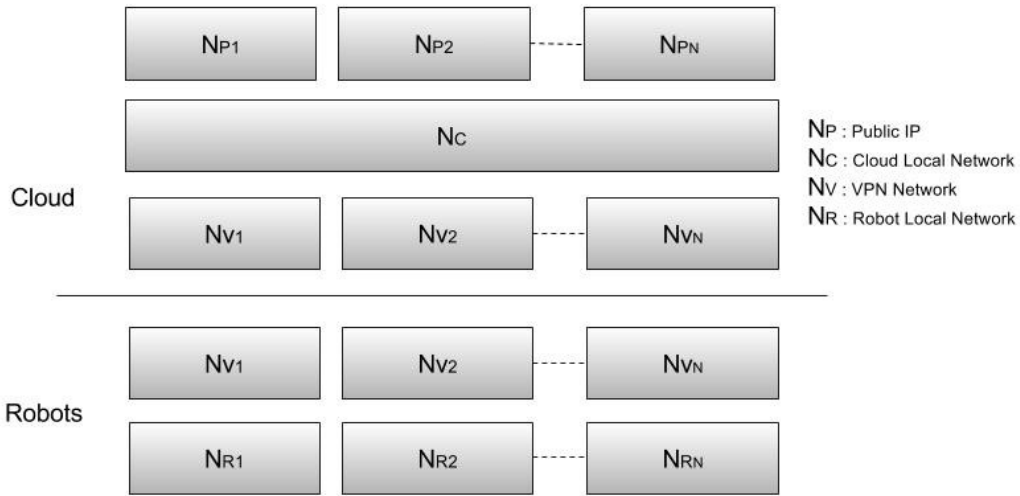 NP1 NP2 NPN
NC
NP : Public IP
NC : Cloud Local Network
NV : VPN Network
NR : Robot Local Network
Cloud
NV1 NV2 NVN
NV1 NV2 NVN
Robots
NR1 NR2 NRN